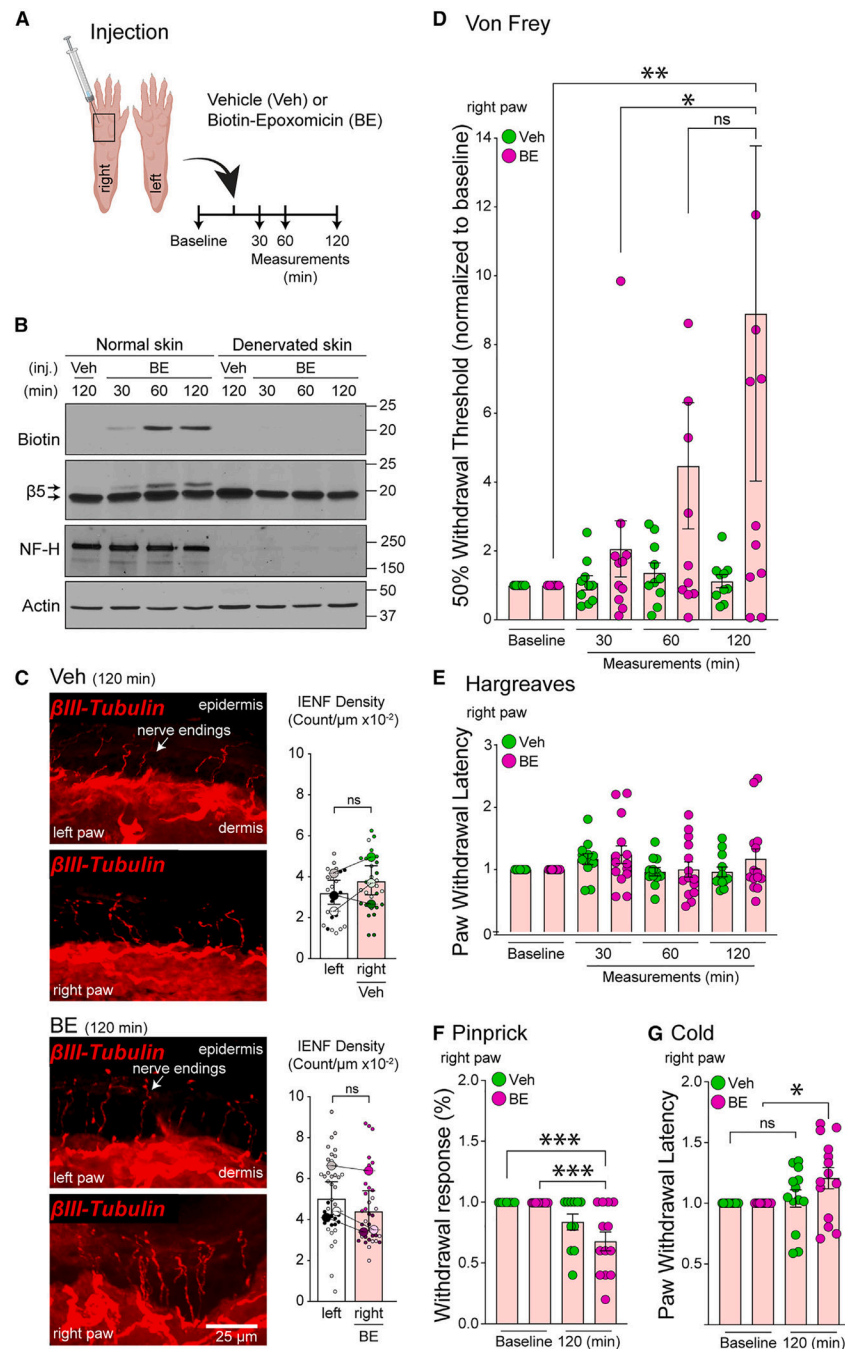 A
Injection
right
left
Vehicle (Veh) or
Biotin-Epoxomicin (BE)
Baseline 30 60 120
Measurements
(min)
B
Normal skin Denervated skin
(inj.) Veh BE Veh BE
(min) 120 30 60 120 120 30 60 120
25
Biotin 20
25
β5 20
NF-H 250
150
50
Actin 37
C Veh (120 min)
βIII-Tubulin epidermis
nerve endings
left paw dermis
βIII-Tubulin
right paw
IENF Density
(Count/µm x10-2)
10
8
6
4
2
0
ns
left right
Veh
BE (120 min)
βIII-Tubulin epidermis
nerve endings
left paw dermis
βIII-Tubulin
right paw 25 µm
IENF Density
(Count/µm x10-2)
10
8
6
4
2
0
ns
left right
BE
D Von Frey
**
*
ns
right paw
Veh
BE
50% Withdrawal Threshold (normalized to baseline)
14
12
10
8
6
4
2
0
Baseline 30 60 120
Measurements (min)
E Hargreaves
right paw
Veh
BE
Paw Withdrawal Latency
3
2
1
0
Baseline 30 60 120
Measurements (min)
F Pinprick
right paw
Veh
BE
Withdrawal response (%)
2.0
1.5
1.0
0.5
0
***
***
Baseline 120 (min)
G Cold
right paw
Veh
BE
Paw Withdrawal Latency
2.0
1.5
1.0
0.5
ns
*
Baseline 120 (min)